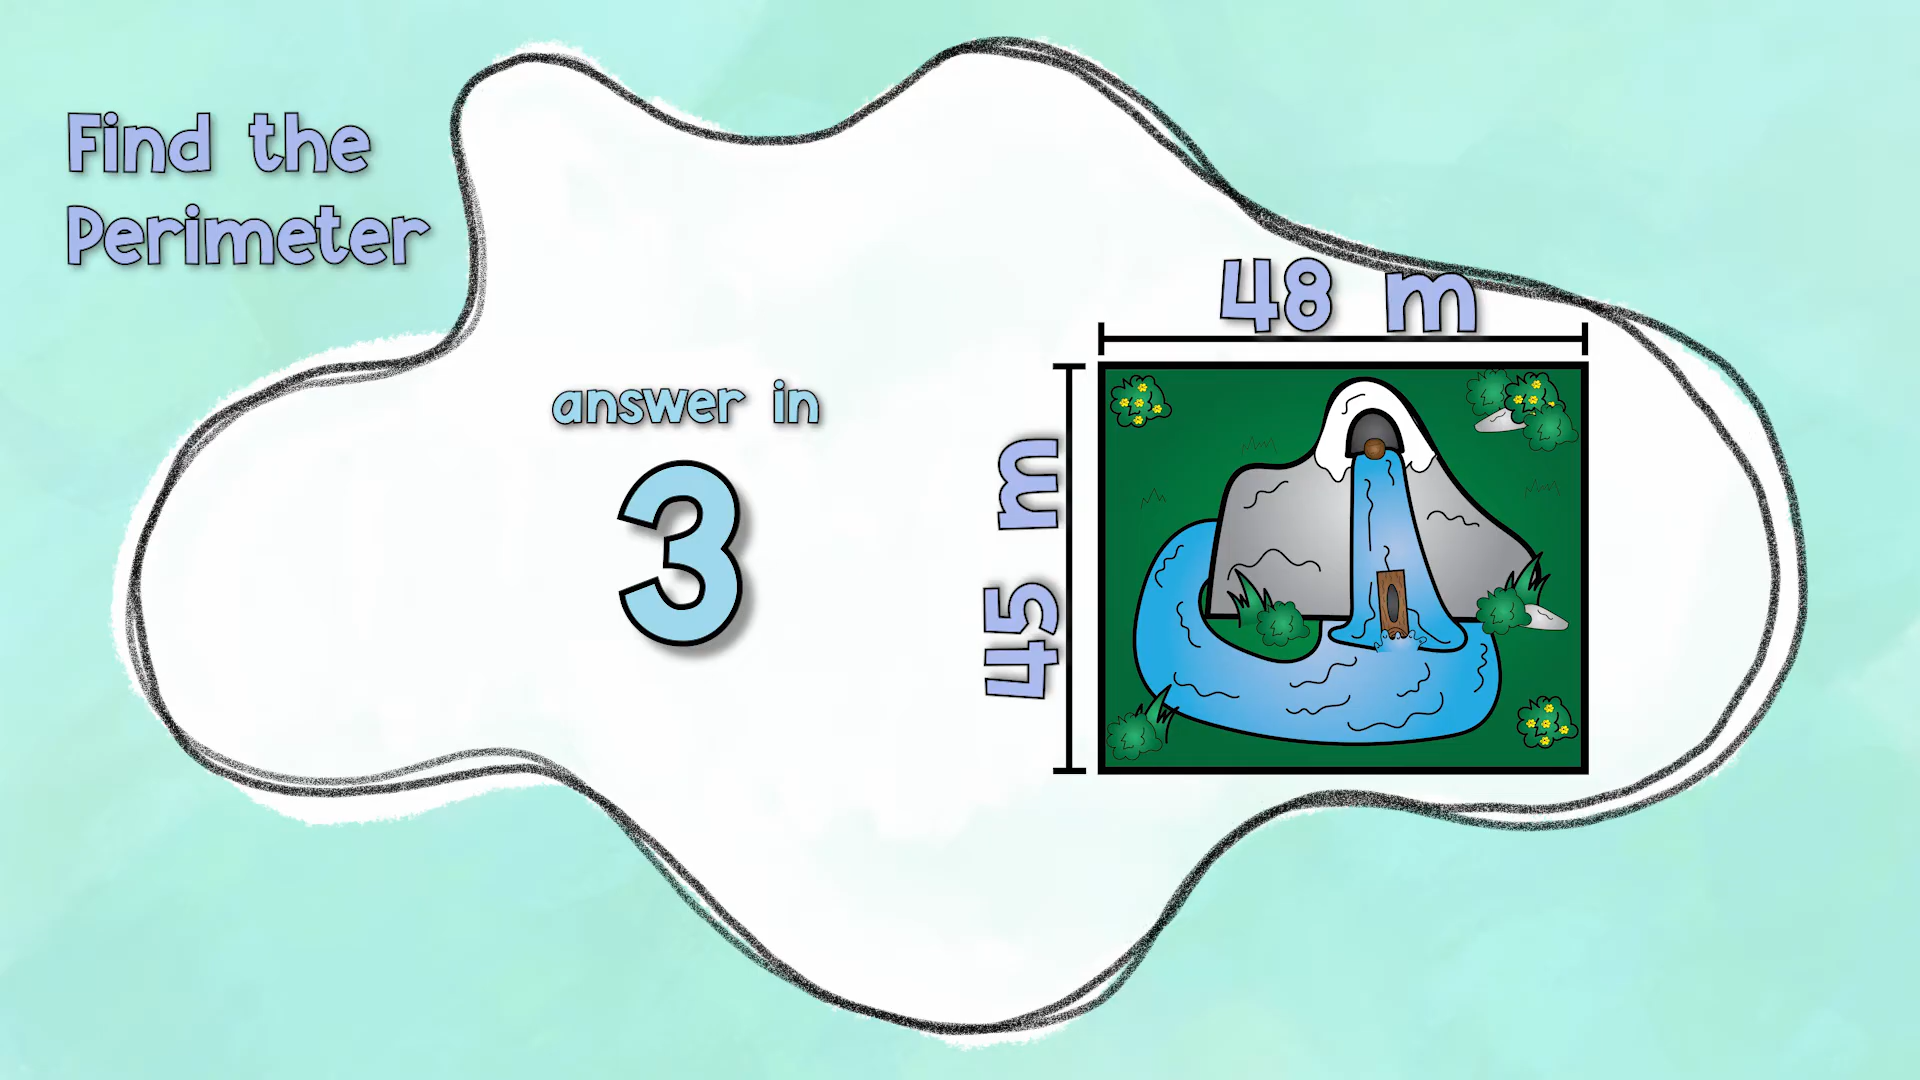 Find the
Perimeter
answer in
3
48 m
45 m